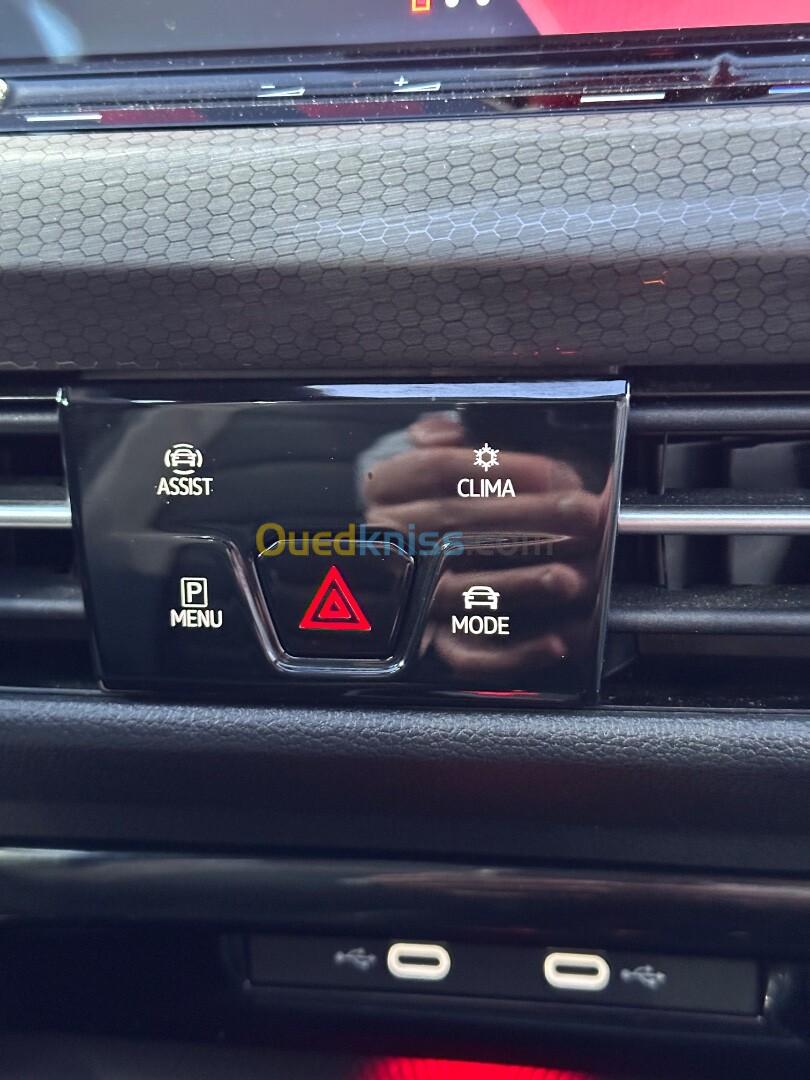 - +
ASSIST
CLIMA
Ouedkniss.com
P
MENU
MODE